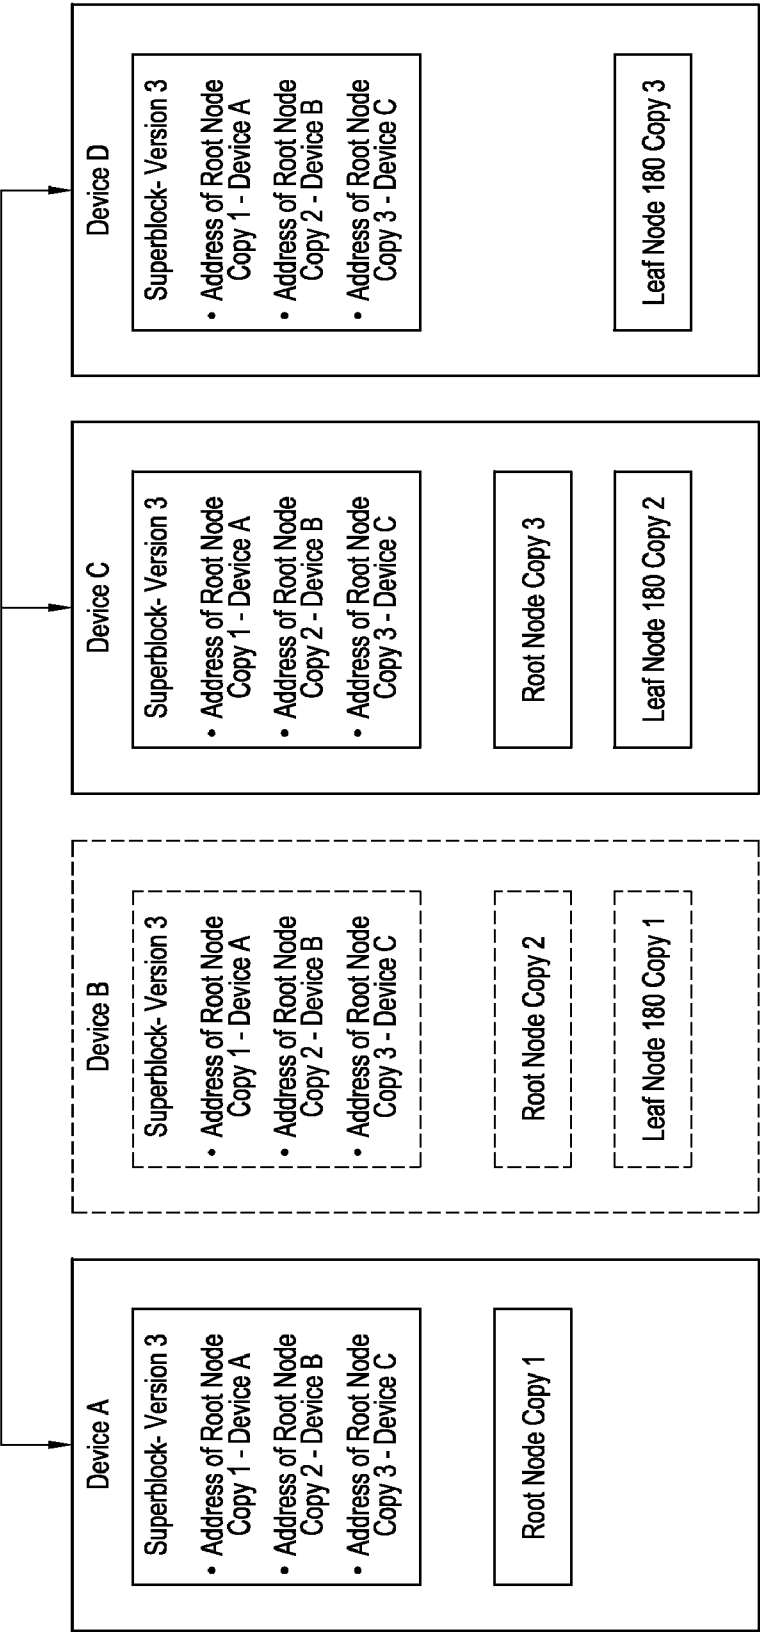 Device A
Superblock- Version 3
• Address of Root Node
Copy 1 - Device A
• Address of Root Node
Copy 2 - Device B
• Address of Root Node
Copy 3 - Device C
Root Node Copy 1
Device B
Superblock- Version 3
• Address of Root Node
Copy 1 - Device A
• Address of Root Node
Copy 2 - Device B
• Address of Root Node
Copy 3 - Device C
Root Node Copy 2
Leaf Node 180 Copy 1
Device C
Superblock- Version 3
• Address of Root Node
Copy 1 - Device A
• Address of Root Node
Copy 2 - Device B
• Address of Root Node
Copy 3 - Device C
Root Node Copy 3
Leaf Node 180 Copy 2
Device D
Superblock- Version 3
• Address of Root Node
Copy 1 - Device A
• Address of Root Node
Copy 2 - Device B
• Address of Root Node
Copy 3 - Device C
Leaf Node 180 Copy 3